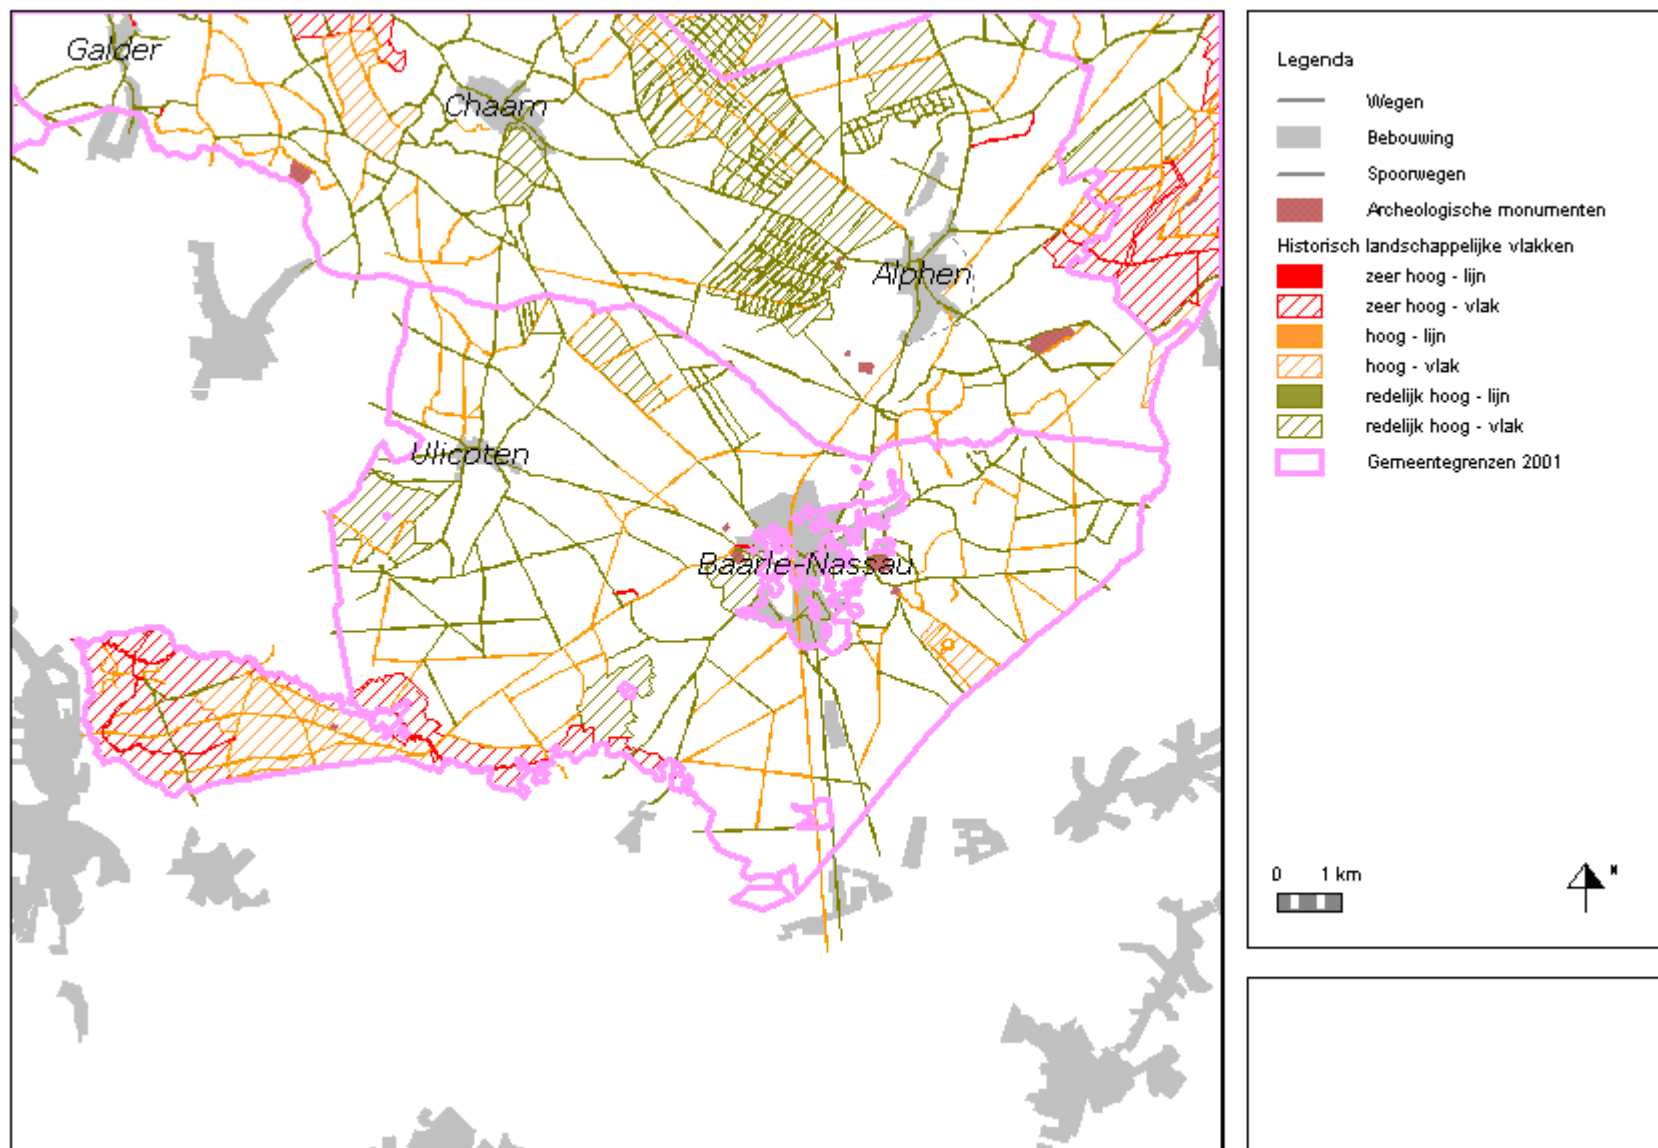 Galder
Chaam
Alphen
Ulicoten
Baarle-Nassau
Legenda
Wegen
Bebouwing
Spoorwegen
Archeologische monumenten
Historisch landschappelijke vlakken
zeer hoog - lijn
zeer hoog - vlak
hoog - lijn
hoog - vlak
redelijk hoog - lijn
redelijk hoog - vlak
Gemeentegrenzen 2001
0 1 km
N